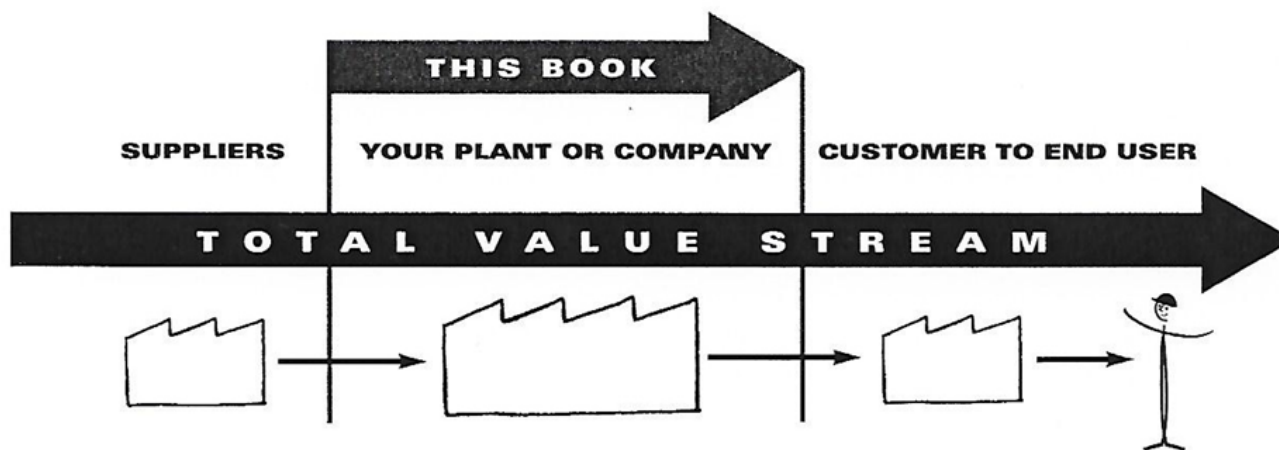 THIS BOOK
SUPPLIERS
YOUR PLANT OR COMPANY
CUSTOMER TO END USER
TOTAL VALUE STREAM